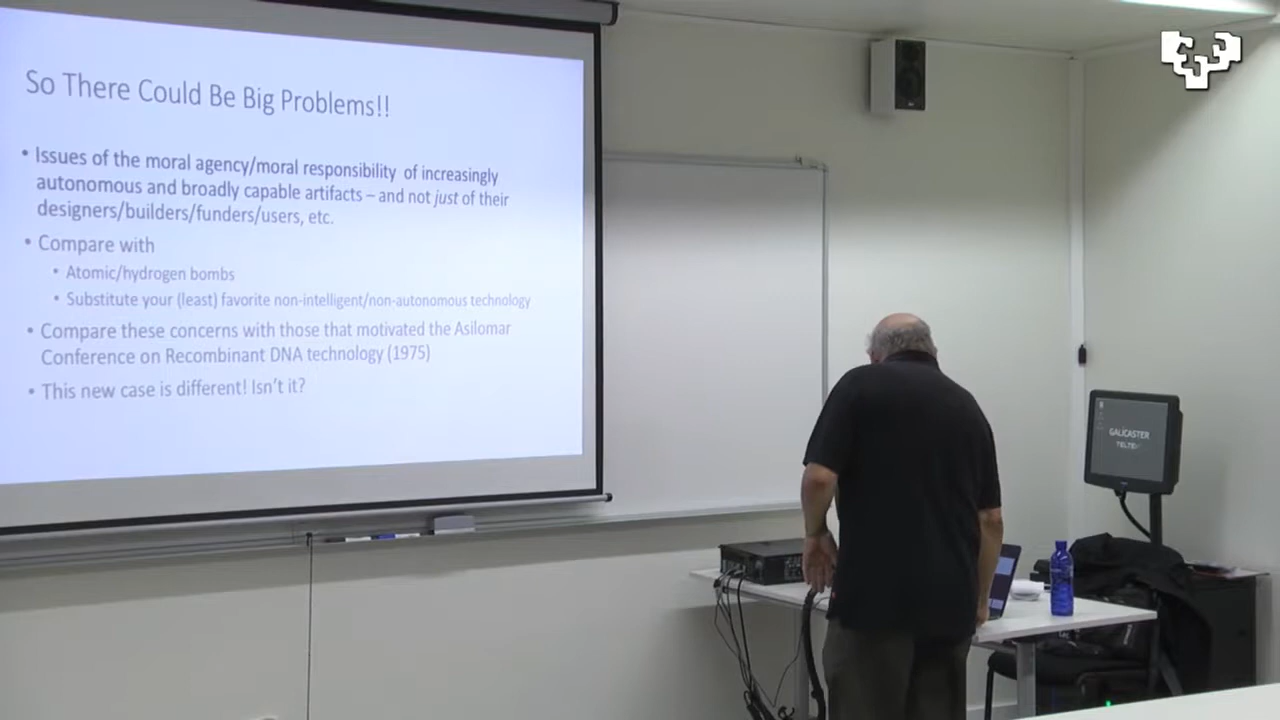 So There Could Be Big Problems!!
• Issues of the moral agency/moral responsibility of increasingly
autonomous and broadly capable artifacts – and not just of their
designers/builders/funders/users, etc.
• Compare with
• Atomic/hydrogen bombs
• Substitute your (least) favorite non-intelligent/non-autonomous technology
• Compare these concerns with those that motivated the Asilomar
Conference on Recombinant DNA technology (1975)
• This new case is different! Isn't it?
GALICASTER
TELTEK